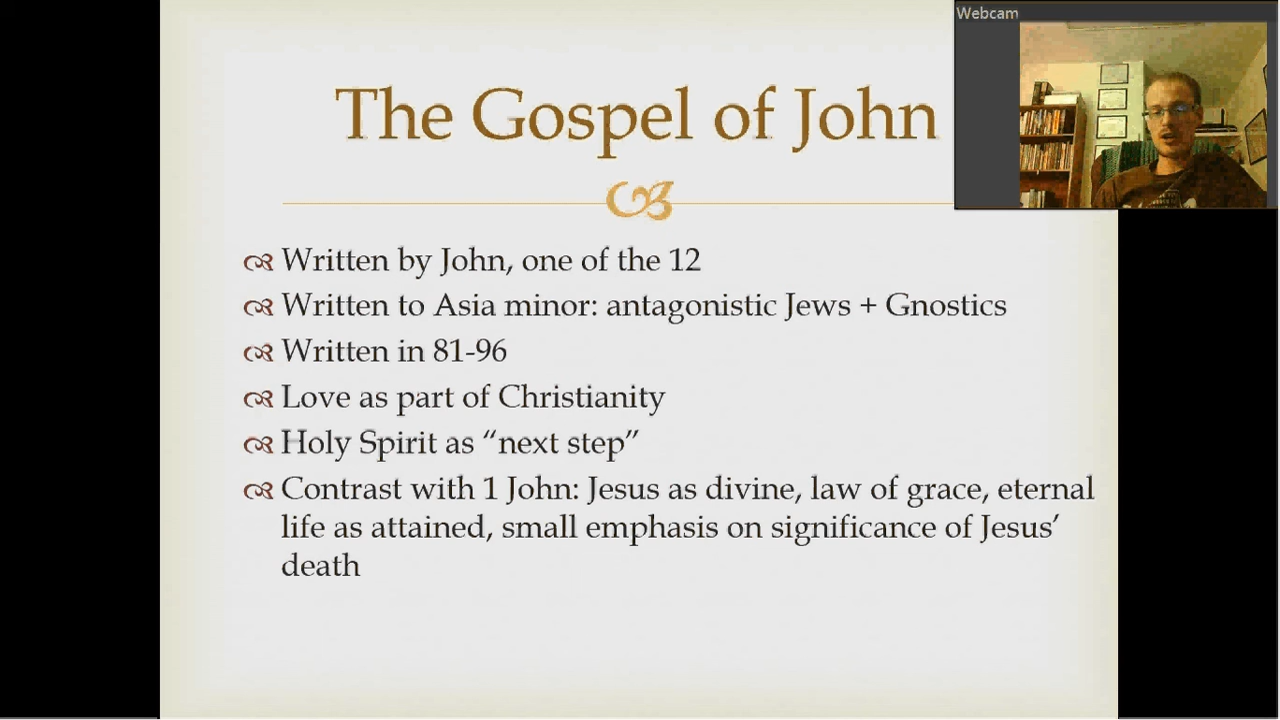 Webcam
The Gospel of John
Written by John, one of the 12
Written to Asia minor: antagonistic Jews + Gnostics
Written in 81-96
Love as part of Christianity
Holy Spirit as “next step”
Contrast with 1 John: Jesus as divine, law of grace, eternal
life as attained, small emphasis on significance of Jesus’
death